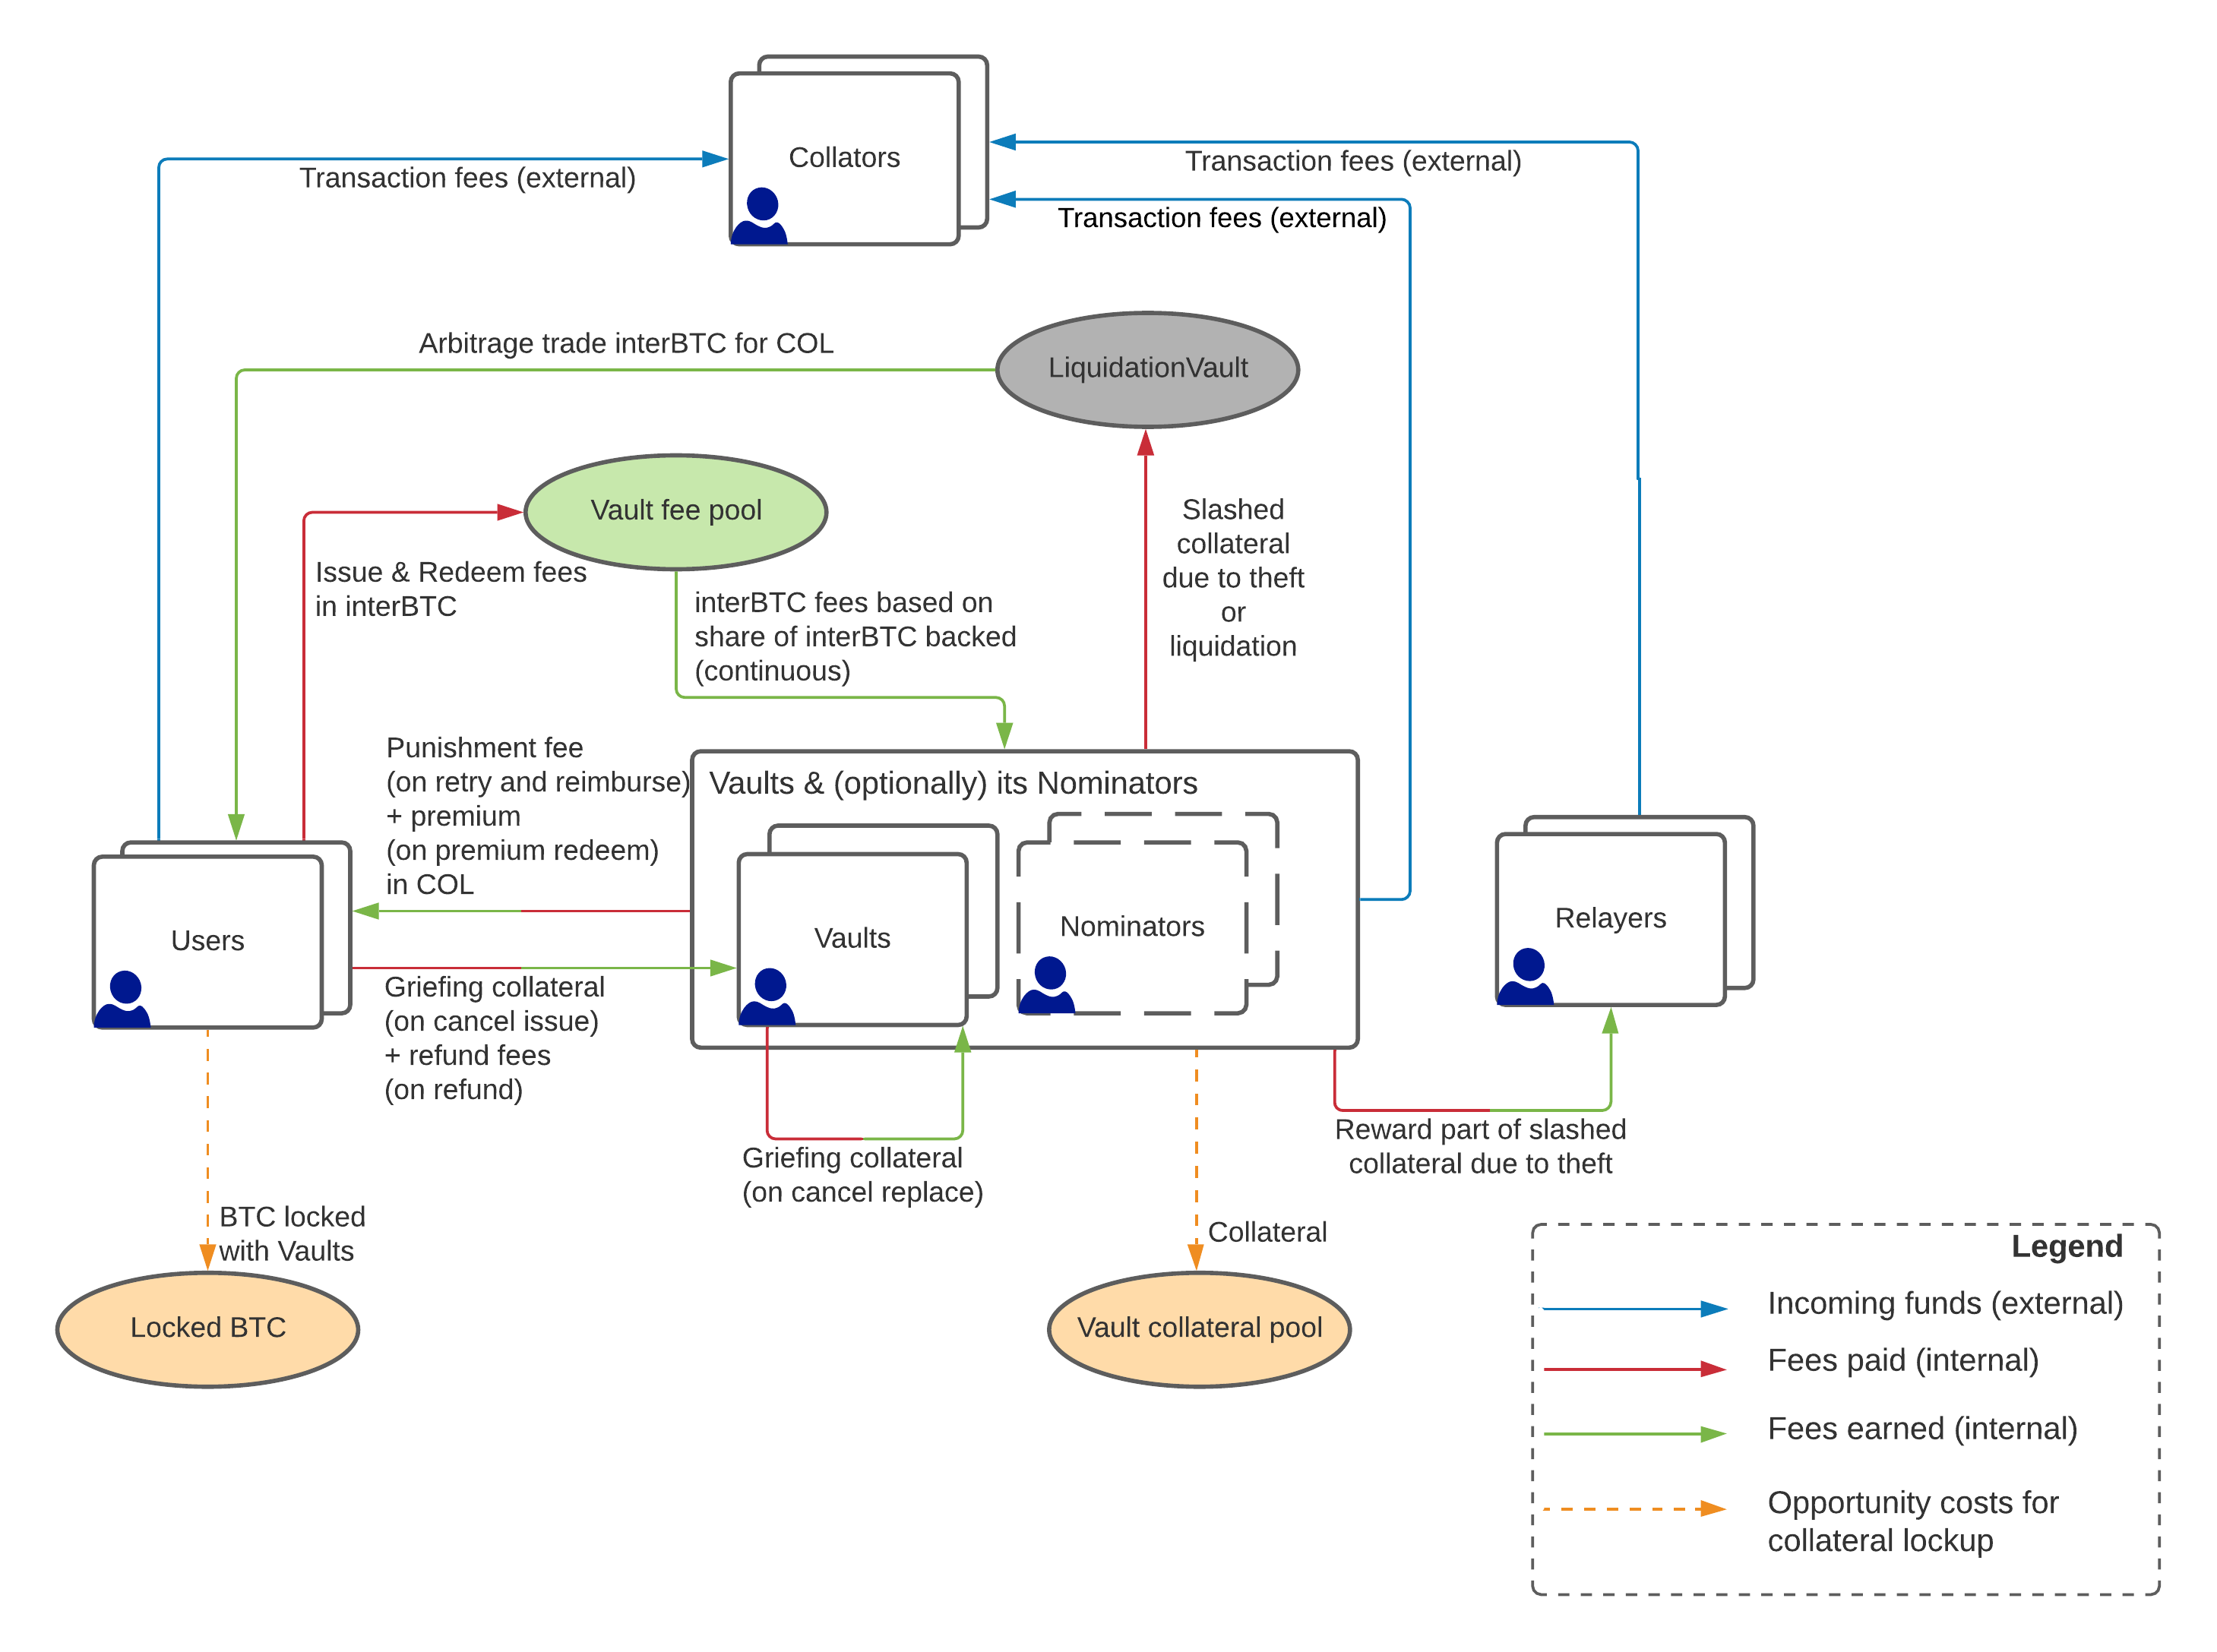 Collators
Transaction fees (external)
Transaction fees (external)
Transaction fees (external)
Arbitrage trade interBTC for COL
LiquidationVault
Vault fee pool
Slashed
collateral
due to theft
or
liquidation
Issue & Redeem fees
in interBTC
interBTC fees based on
share of interBTC backed
(continuous)
Punishment fee
(on retry and reimburse)
+ premium
(on premium redeem)
in COL
Vaults & (optionally) its Nominators
Users
Vaults
Nominators
Relayers
Griefing collateral
(on cancel issue)
+ refund fees
(on refund)
Griefing collateral
(on cancel replace)
Reward part of slashed
collateral due to theft
BTC locked
with Vaults
Collateral
Locked BTC
Vault collateral pool
Legend
Incoming funds (external)
Fees paid (internal)
Fees earned (internal)
Opportunity costs for
collateral lockup